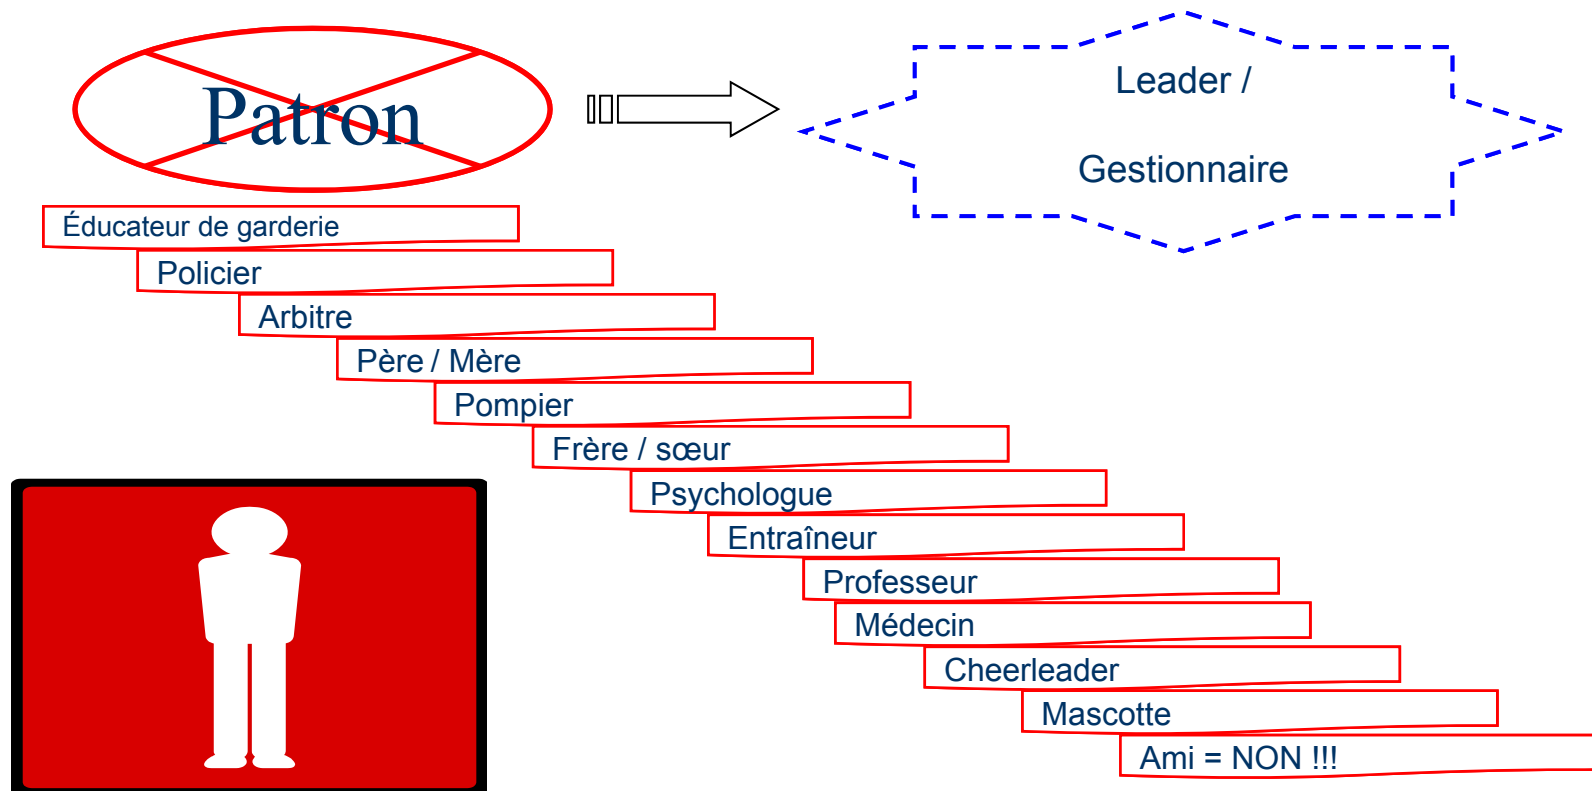 Patron
Leader /
Gestionnaire
Éducateur de garderie
Policier
Arbitre
Père / Mère
Pompier
Frère / sœur
Psychologue
Entraîneur
Professeur
Médecin
Cheerleader
Mascotte
Ami = NON !!!